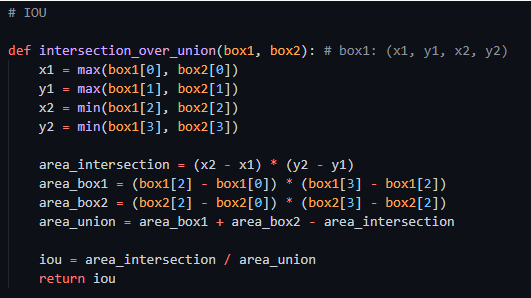 # IOU
def intersection_over_union(box1, box2): # box1: (x1, y1, x2, y2)
    x1 = max(box1[0], box2[0])
    y1 = max(box1[1], box2[1])
    x2 = min(box1[2], box2[2])
    y2 = min(box1[3], box2[3])
    area_intersection = (x2 - x1) * (y2 - y1)
    area_box1 = (box1[2] - box1[0]) * (box1[3] - box1[2])
    area_box2 = (box2[2] - box2[0]) * (box2[3] - box2[2])
    area_union = area_box1 + area_box2 - area_intersection
    iou = area_intersection / area_union
    return iou